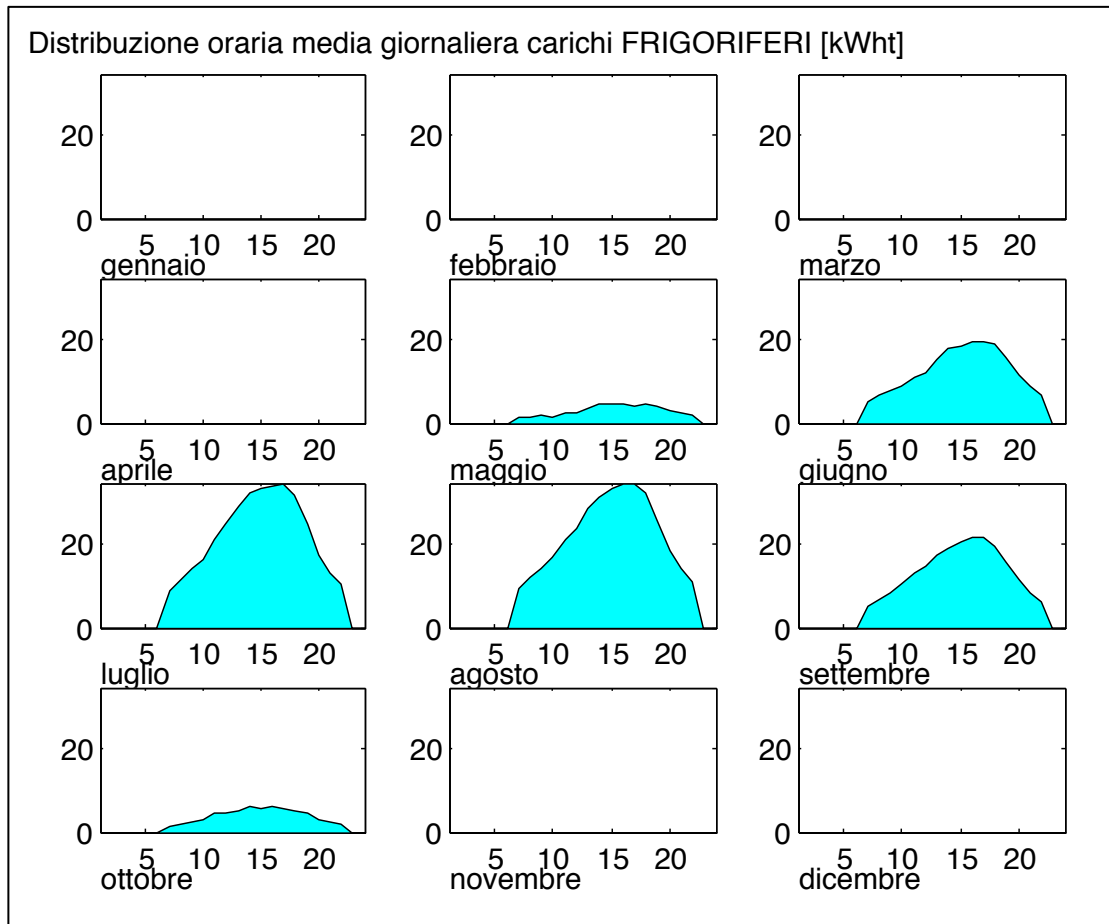 Distribuzione oraria media giornaliera carichi FRIGORIFERI [kWht]
20 20 20
0 0 0
5 10 15 20 5 10 15 20 5 10 15 20
gennaio febbraio marzo
20 20 20
0 0 0
5 10 15 20 5 10 15 20 5 10 15 20
aprile maggio giugno
20 20 20
0 0 0
5 10 15 20 5 10 15 20 5 10 15 20
luglio agosto settembre
20 20 20
0 0 0
5 10 15 20 5 10 15 20 5 10 15 20
ottobre novembre dicembre